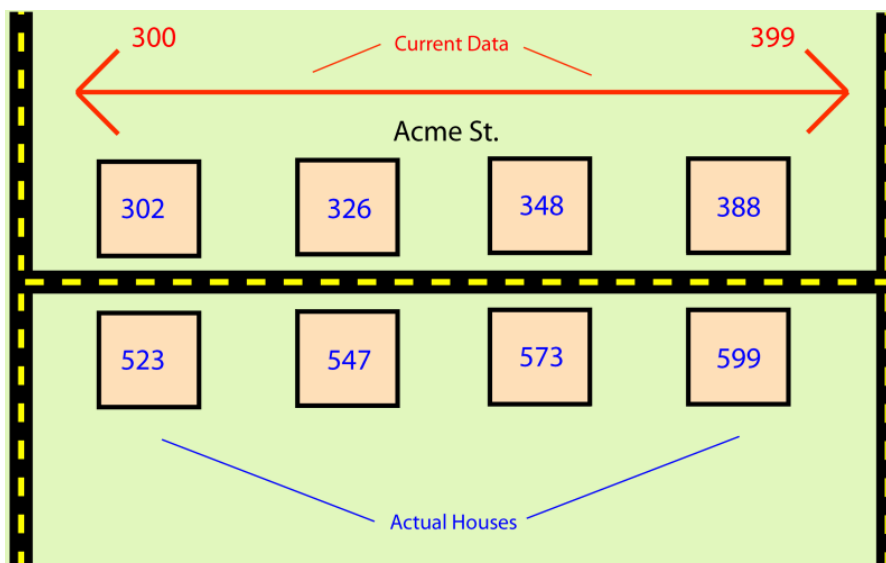 300 Current Data 399
Acme St.
302 326 348 388
523 547 573 599
Actual Houses